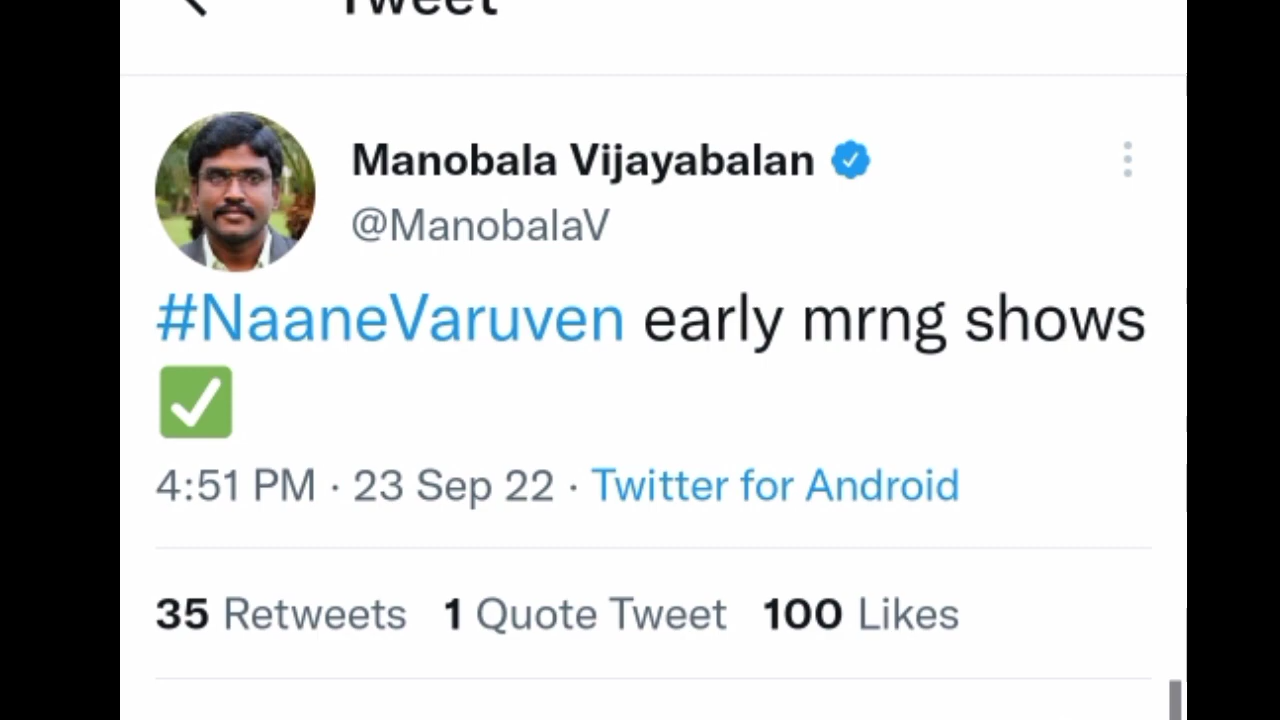 Tweet
Manobala Vijayabalan
@ManobalaV
#NaaneVaruven early mrng shows
✅
4:51 PM · 23 Sep 22 · Twitter for Android
35 Retweets 1 Quote Tweet 100 Likes